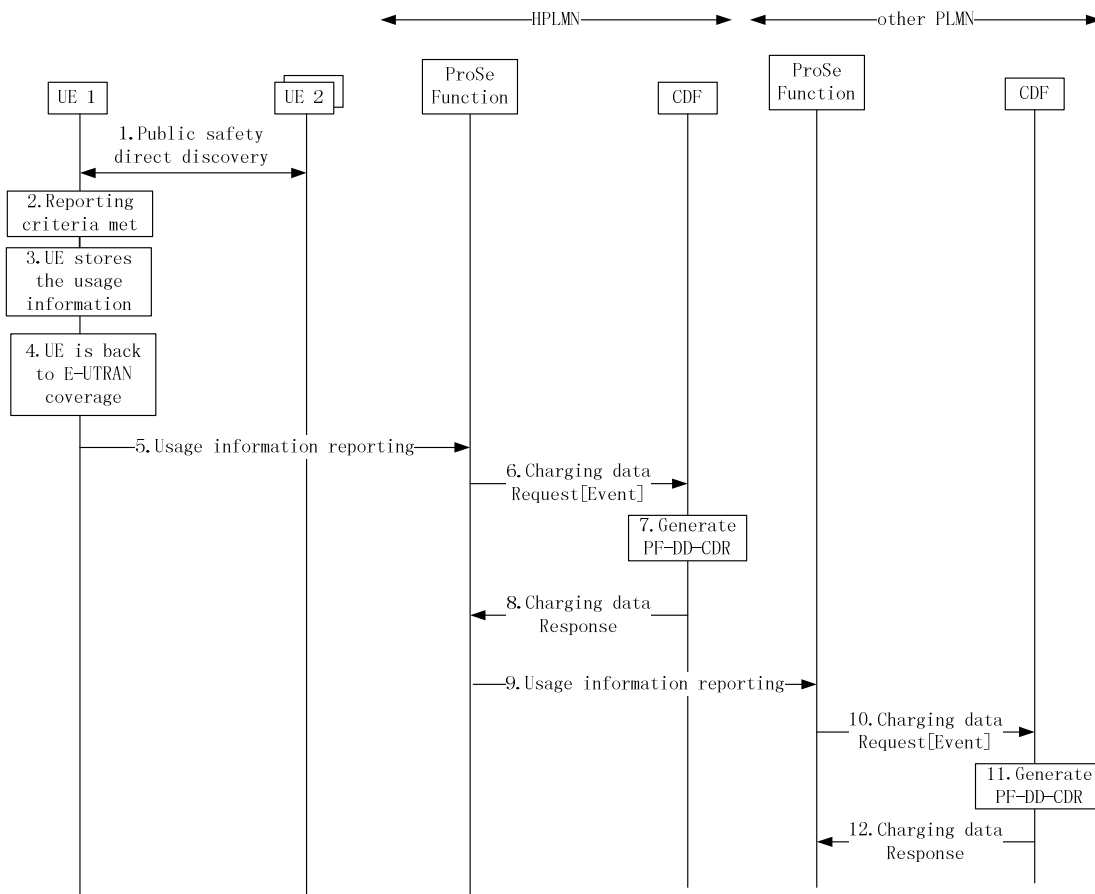 HPLMN
other PLMN
UE 1
UE 2
ProSe
Function
CDF
ProSe
Function
CDF
1.Public safety
direct discovery
2.Reporting
criteria met
3.UE stores
the usage
information
4.UE is back
to E-UTRAN
coverage
5.Usage information reporting
6.Charging data
Request[Event]
7.Generate
PF-DD-CDR
8.Charging data
Response
9.Usage information reporting
10.Charging data
Request[Event]
11.Generate
PF-DD-CDR
12.Charging data
Response